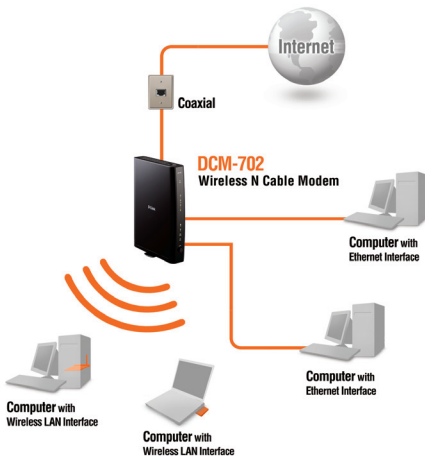 Internet
Coaxial
DCM-702
Wireless N Cable Modem
Computer with
Ethernet Interface
Computer with
Ethernet Interface
Computer with
Wireless LAN Interface
Computer with
Wireless LAN Interface